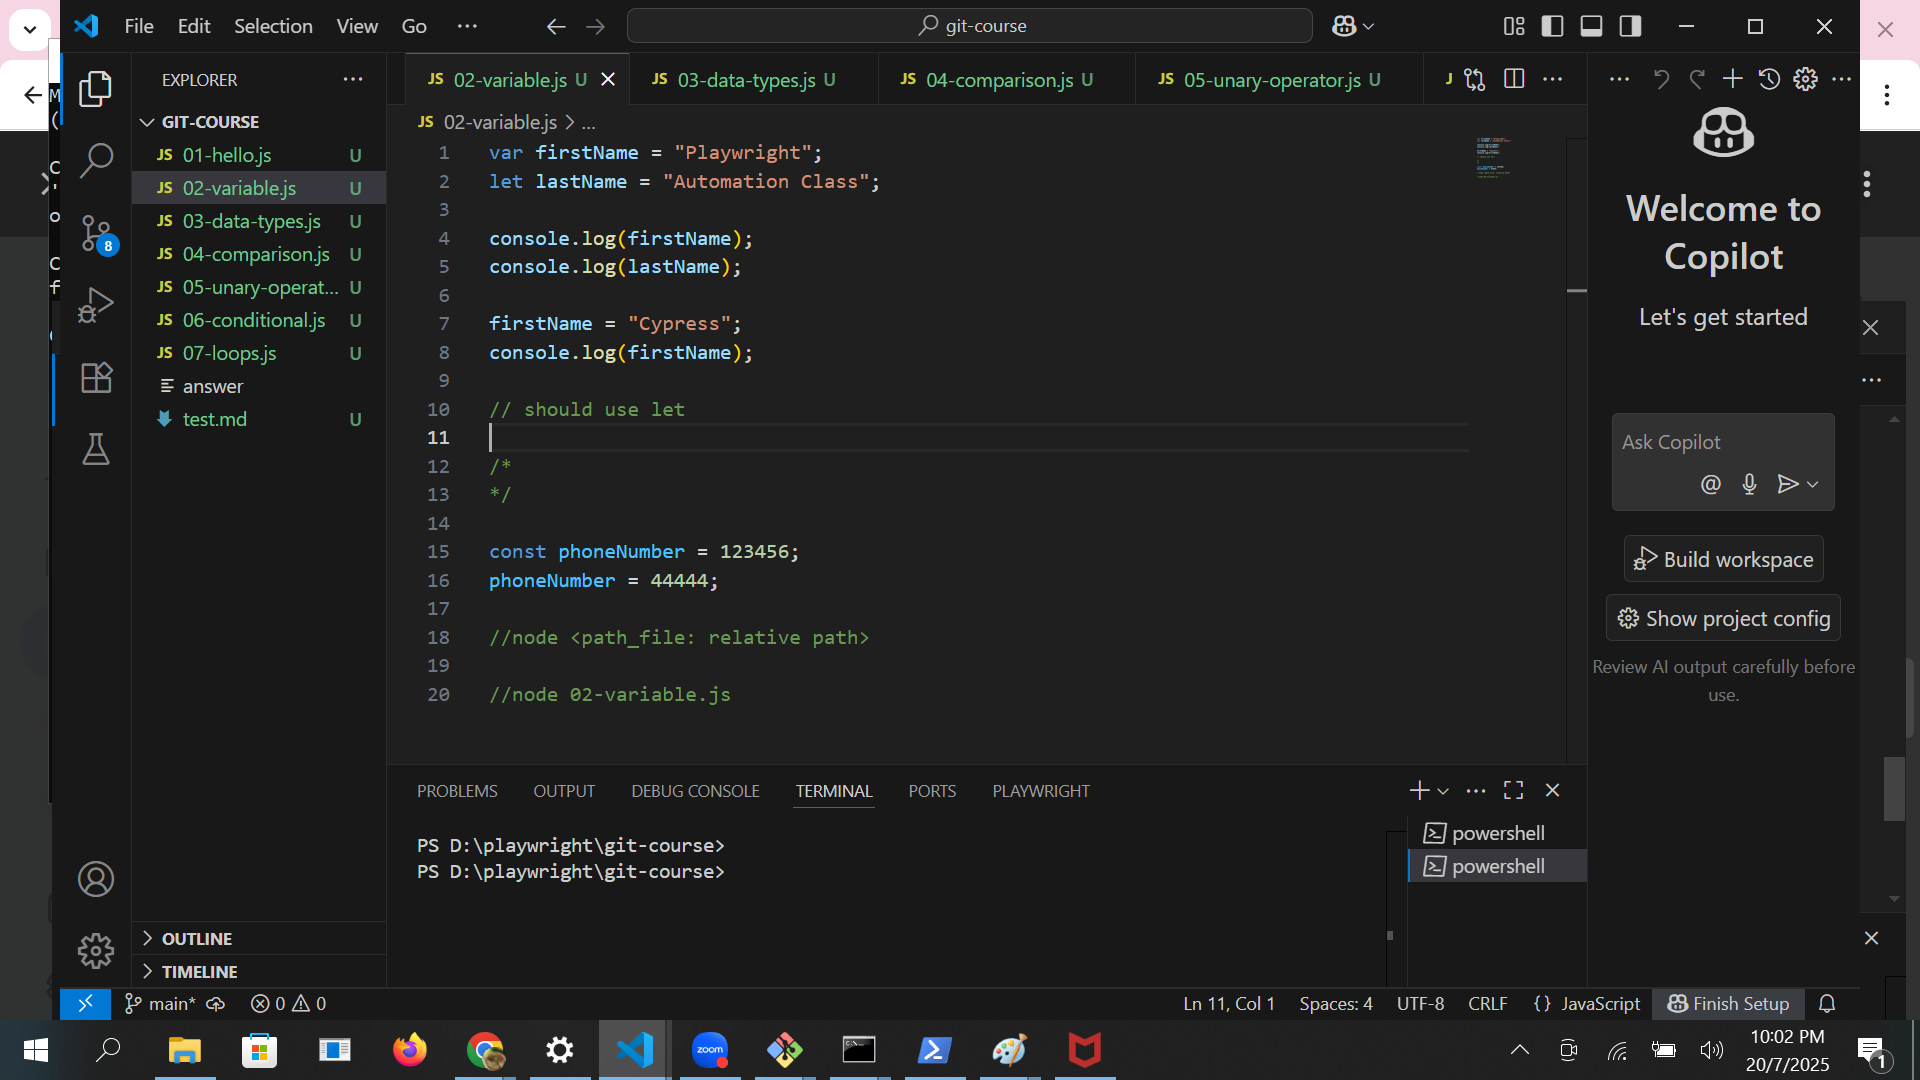 File Edit Selection View Go
git-course
EXPLORER
GIT-COURSE
JS 01-hello.js U
JS 02-variable.js U
JS 03-data-types.js U
JS 04-comparison.js U
JS 05-unary-operat... U
JS 06-conditional.js U
JS 07-loops.js U
answer
test.md U
8
OUTLINE
TIMELINE
JS 02-variable.js U
JS 03-data-types.js U
JS 04-comparison.js U
JS 05-unary-operator.js U
JS 02-variable.js > ...
1 var firstName = "Playwright";
2 let lastName = "Automation Class";
3
4 console.log(firstName);
5 console.log(lastName);
6
7 firstName = "Cypress";
8 console.log(firstName);
9
10 // should use let
11
12 /*
13 */
14
15 const phoneNumber = 123456;
16 phoneNumber = 44444;
17
18 //node <path_file: relative path>
19
20 //node 02-variable.js
PROBLEMS OUTPUT DEBUG CONSOLE TERMINAL PORTS PLAYWRIGHT
PS D:\playwright\git-course>
PS D:\playwright\git-course>
powershell
powershell
Welcome to
Copilot
Let's get started
Ask Copilot
Build workspace
Show project config
Review AI output carefully before
use.
main* 0 0
Ln 11, Col 1 Spaces: 4 UTF-8 CRLF {} JavaScript Finish Setup
zoom
10:02 PM
20/7/2025
1